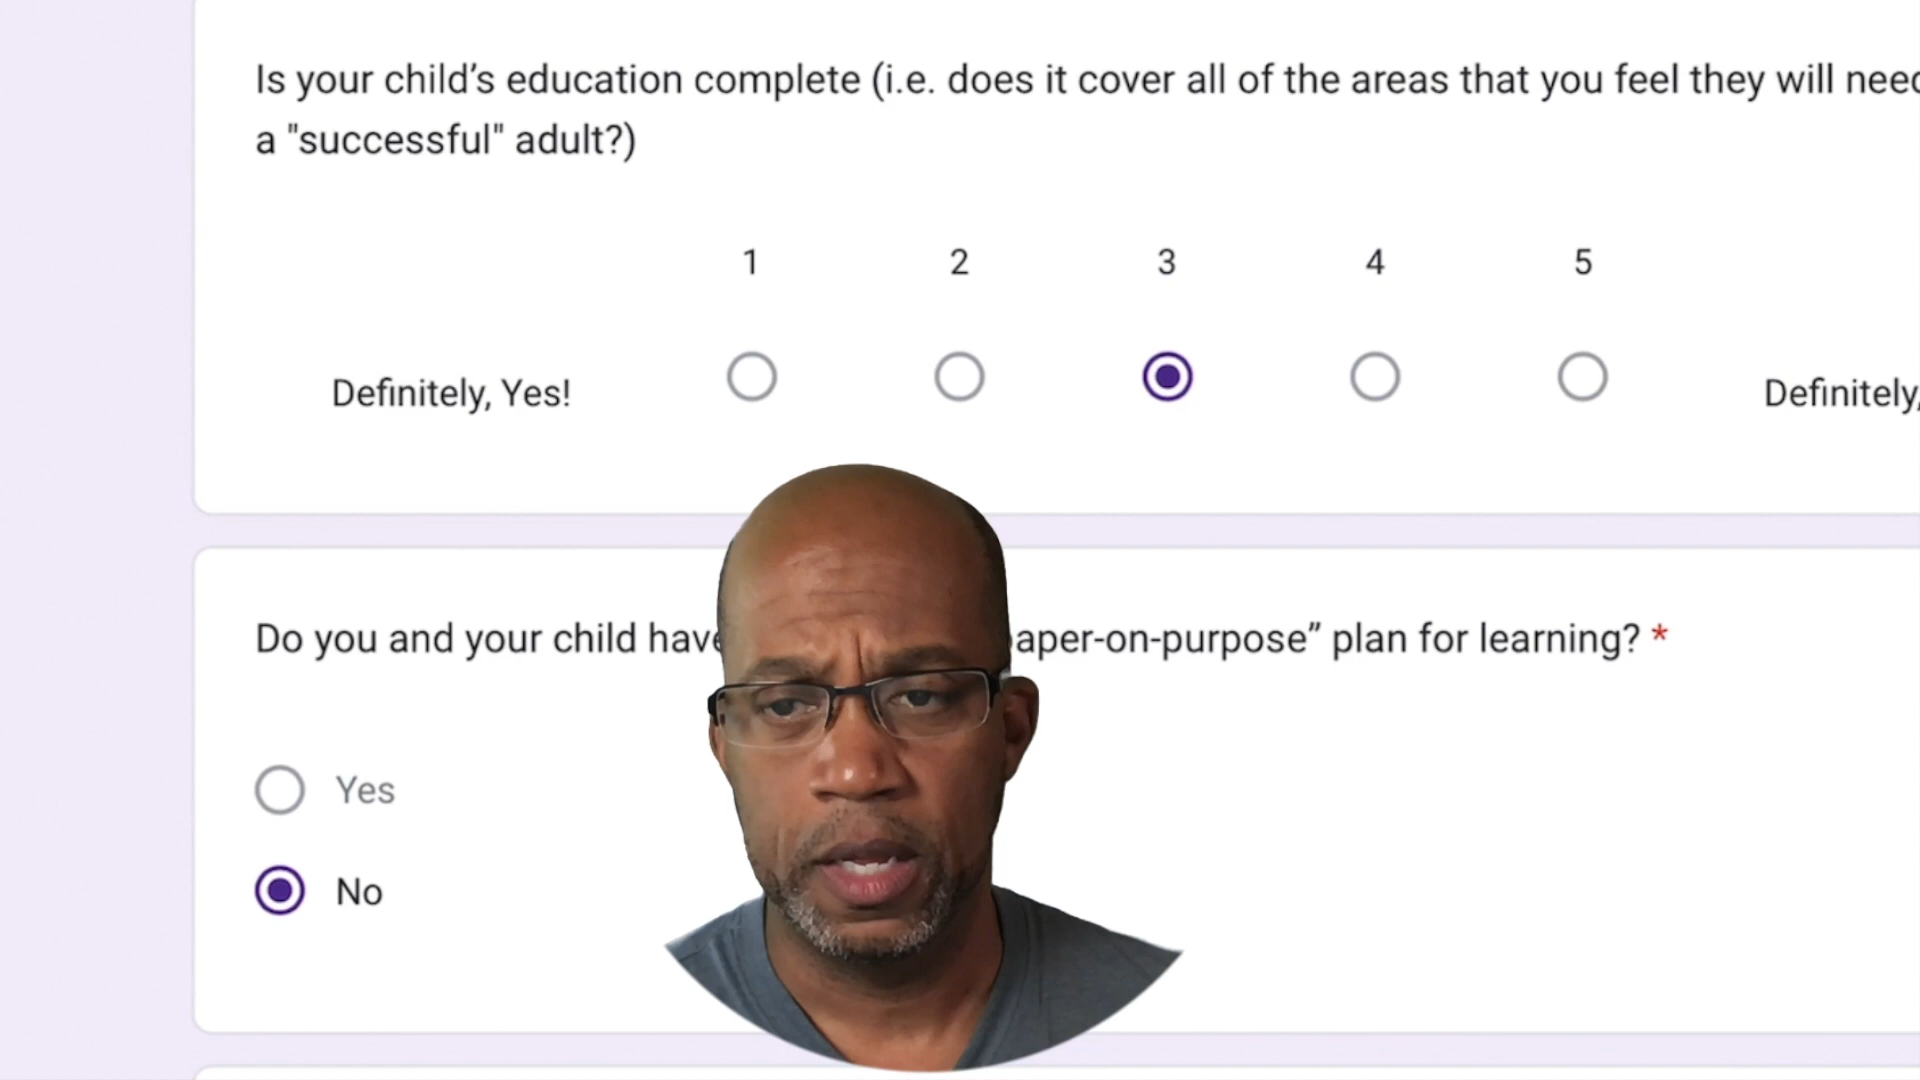 Is your child’s education complete (i.e. does it cover all of the areas that you feel they will need
a "successful" adult?)
1 2 3 4 5
Definitely, Yes!
Definitely,
Do you and your child have aper-on-purpose” plan for learning? *
Yes
No